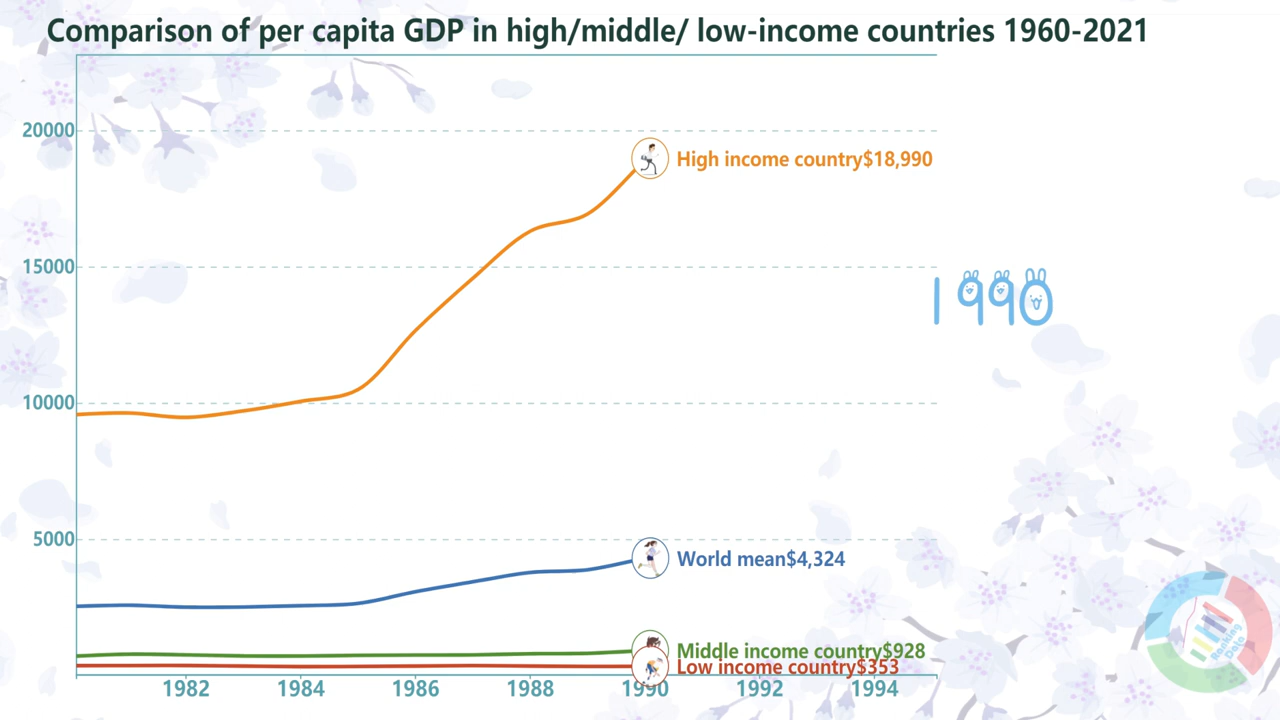 Comparison of per capita GDP in high/middle/ low-income countries 1960-2021
20000
High income country$18,990
15000
1990
10000
5000
World mean$4,324
Middle income country$928
Low income country$353
1982 1984 1986 1988 1990 1992 1994
Ranking
Data